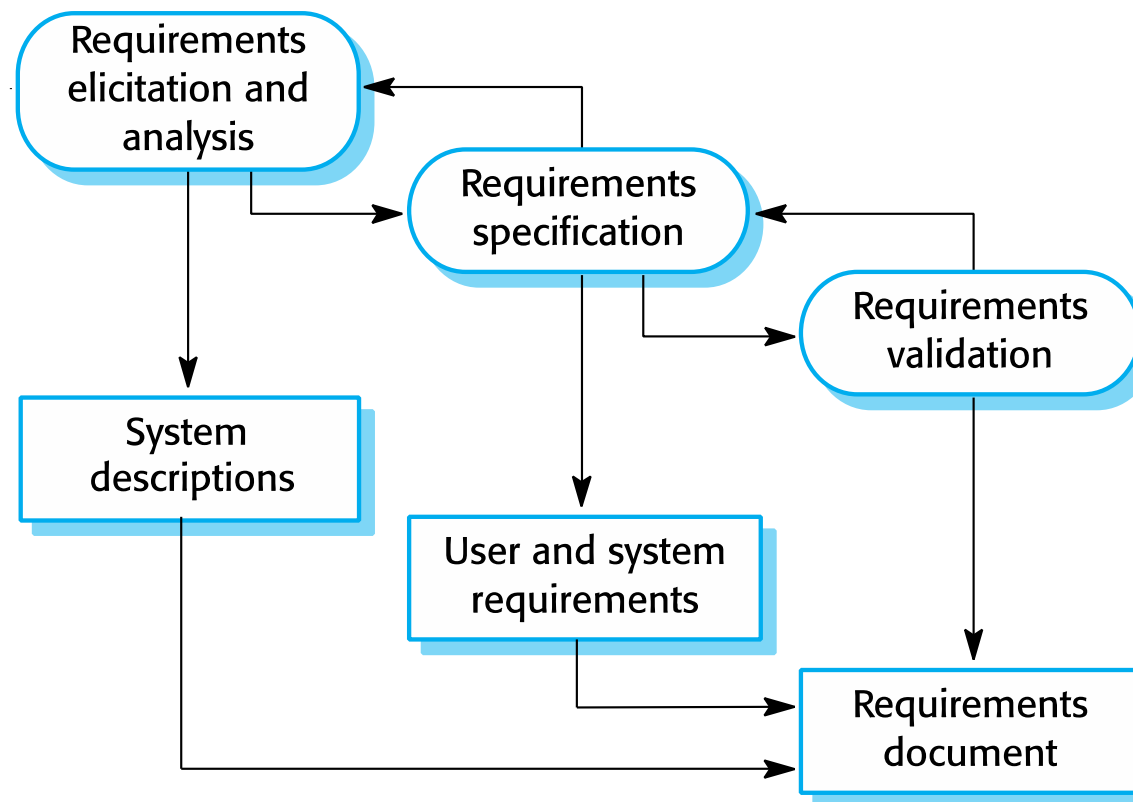 Requirements
elicitation and
analysis
Requirements
specification
Requirements
validation
System
descriptions
User and system
requirements
Requirements
document